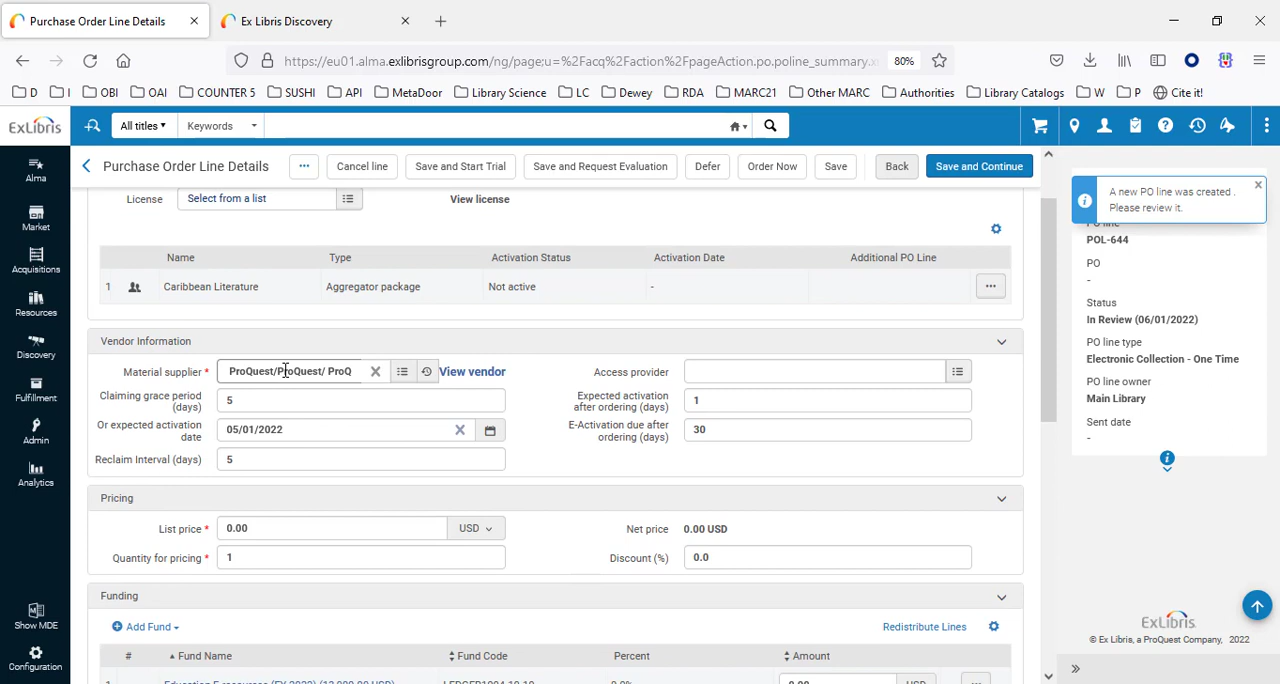 Purchase Order Line Details
Ex Libris Discovery
https://eu01.alma.exlibrisgroup.com/ng/page;u=%2Facq%2Faction%2FpageAction.po.poline_summary.x
80%
D
I
OBI
OAI
COUNTER 5
SUSHI
API
MetaDoor
Library Science
LC
Dewey
RDA
MARC21
Other MARC
Authorities
Library Catalogs
W
P
Cite it!
ExLibris
All titles
Keywords
Purchase Order Line Details
Cancel line
Save and Start Trial
Save and Request Evaluation
Defer
Order Now
Save
Back
Save and Continue
Alma
Market
Acquisitions
Resources
Discovery
Fulfillment
Admin
Analytics
Show MDE
Configuration
License
Select from a list
View license
Name
Type
Activation Status
Activation Date
Additional PO Line
1
Caribbean Literature
Aggregator package
Not active
-
Vendor Information
Material supplier *
ProQuest/ProQuest/ ProQ
View vendor
Access provider
Claiming grace period
(days)
5
Expected activation
after ordering (days)
1
Or expected activation
date
05/01/2022
E-Activation due after
ordering (days)
30
Reclaim Interval (days)
5
Pricing
List price *
0.00
USD
Net price
0.00 USD
Quantity for pricing *
1
Discount (%)
0.0
Funding
Add Fund
Redistribute Lines
#
Fund Name
Fund Code
Percent
Amount
A new PO line was created .
Please review it.
PO line
POL-644
PO
-
Status
In Review (06/01/2022)
PO line type
Electronic Collection - One Time
PO line owner
Main Library
Sent date
-
ExLibris
© Ex Libris, a ProQuest Company, 2022